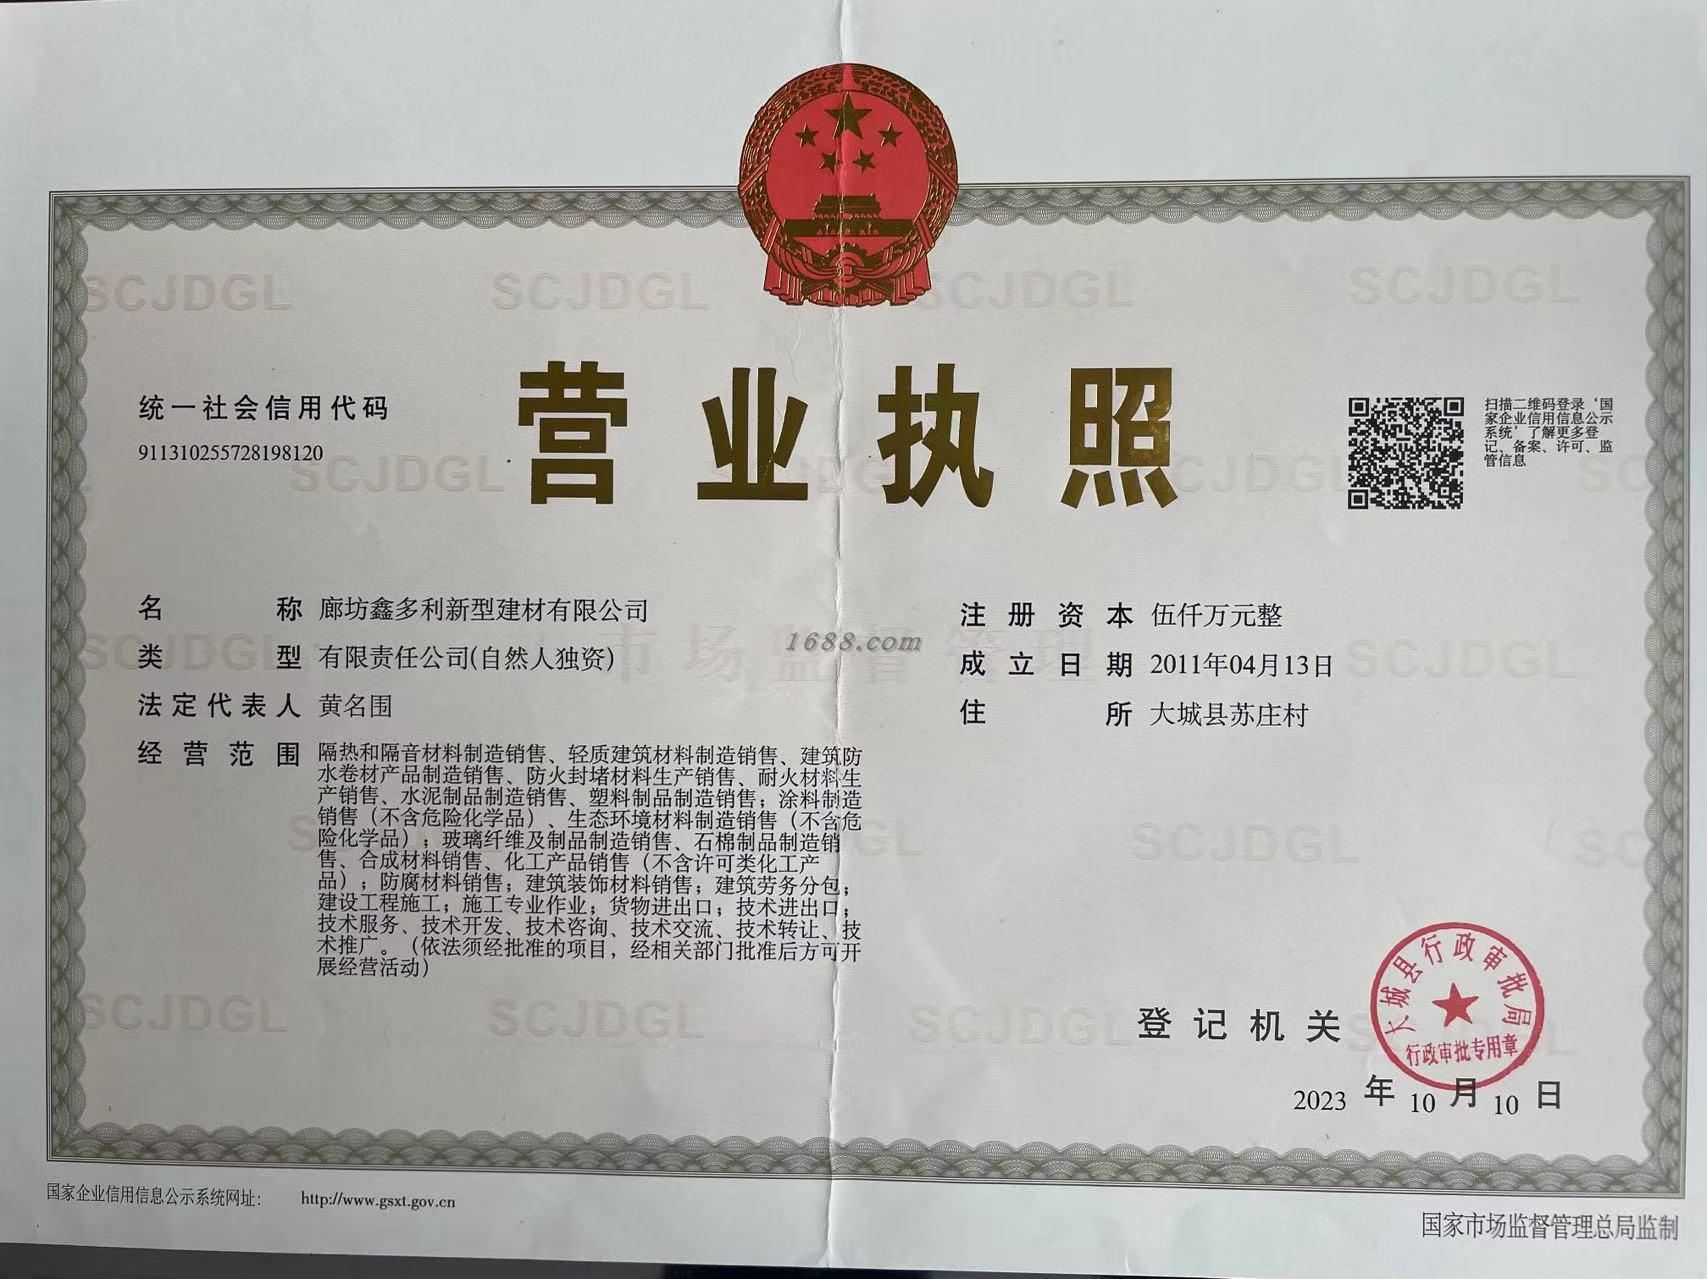 SCJDGL SCJDGL SCJDGL SCJDGL
营业执照
统一社会信用代码
911310255728198120
扫描二维码登录‘国
家企业信用信息公示
系统’了解更多登
记、备案、许可、监
管信息
名称 廊坊鑫多利新型建材有限公司
类型 有限责任公司(自然人独资)
法定代表人 黄名围
经营范围 隔热和隔音材料制造销售、轻质建筑材料制造销售、建筑防
水卷材产品制造销售、防火封堵材料生产销售、耐火材料生
产销售、水泥制品制造销售、塑料制品制造销售；涂料制造
销售（不含危险化学品）、生态环境材料制造销售（不含危
险化学品）；玻璃纤维及制品制造销售、石棉制品制造销
售、合成材料销售、化工产品销售（不含许可类化工产
品）；防腐材料销售；建筑装饰材料销售；建筑劳务分包；
建设工程施工；施工专业作业；货物进出口；技术进出口；
技术服务、技术开发、技术咨询、技术交流、技术转让、技
术推广。（依法须经批准的项目，经相关部门批准后方可开
展经营活动）
注册资本 伍仟万元整
成立日期 2011年04月13日
住所 大城县苏庄村
1688.com
市场监督管理
登记机关
大城县行政审批局
行政审批专用章
2023年10月10日
国家企业信用信息公示系统网址： http://www.gsxt.gov.cn
国家市场监督管理总局监制